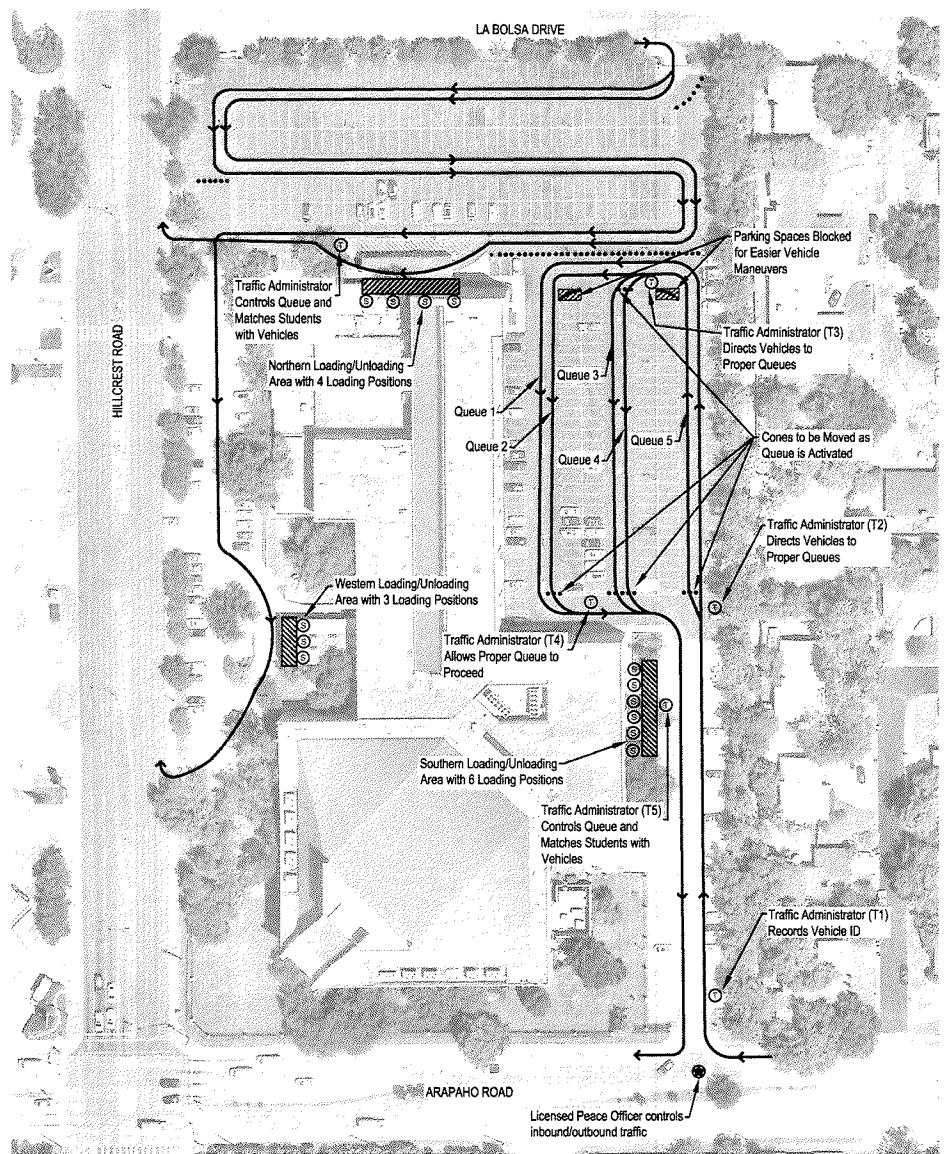 LA BOLSA DRIVE
Parking Spaces Blocked
for Easier Vehicle
Maneuvers
T
Traffic Administrator
Controls Queue and
Matches Students
with Vehicles
S S S S
T
Traffic Administrator (T3)
Directs Vehicles to
Proper Queues
HILLCREST ROAD
Northern Loading/Unloading
Area with 4 Loading Positions
Queue 3
Queue 1
Queue 2
Queue 4
Queue 5
Cones to be Moved as
Queue is Activated
Traffic Administrator (T2)
Directs Vehicles to
Proper Queues
T
Western Loading/Unloading
Area with 3 Loading Positions
S
S
S
T
Traffic Administrator (T4)
Allows Proper Queue to
Proceed
S
S
S
S
S
S
T
Southern Loading/Unloading
Area with 6 Loading Positions
Traffic Administrator (T5)
Controls Queue and
Matches Students with
Vehicles
Traffic Administrator (T1)
Records Vehicle ID
T
ARAPAHO ROAD
Licensed Peace Officer controls
inbound/outbound traffic